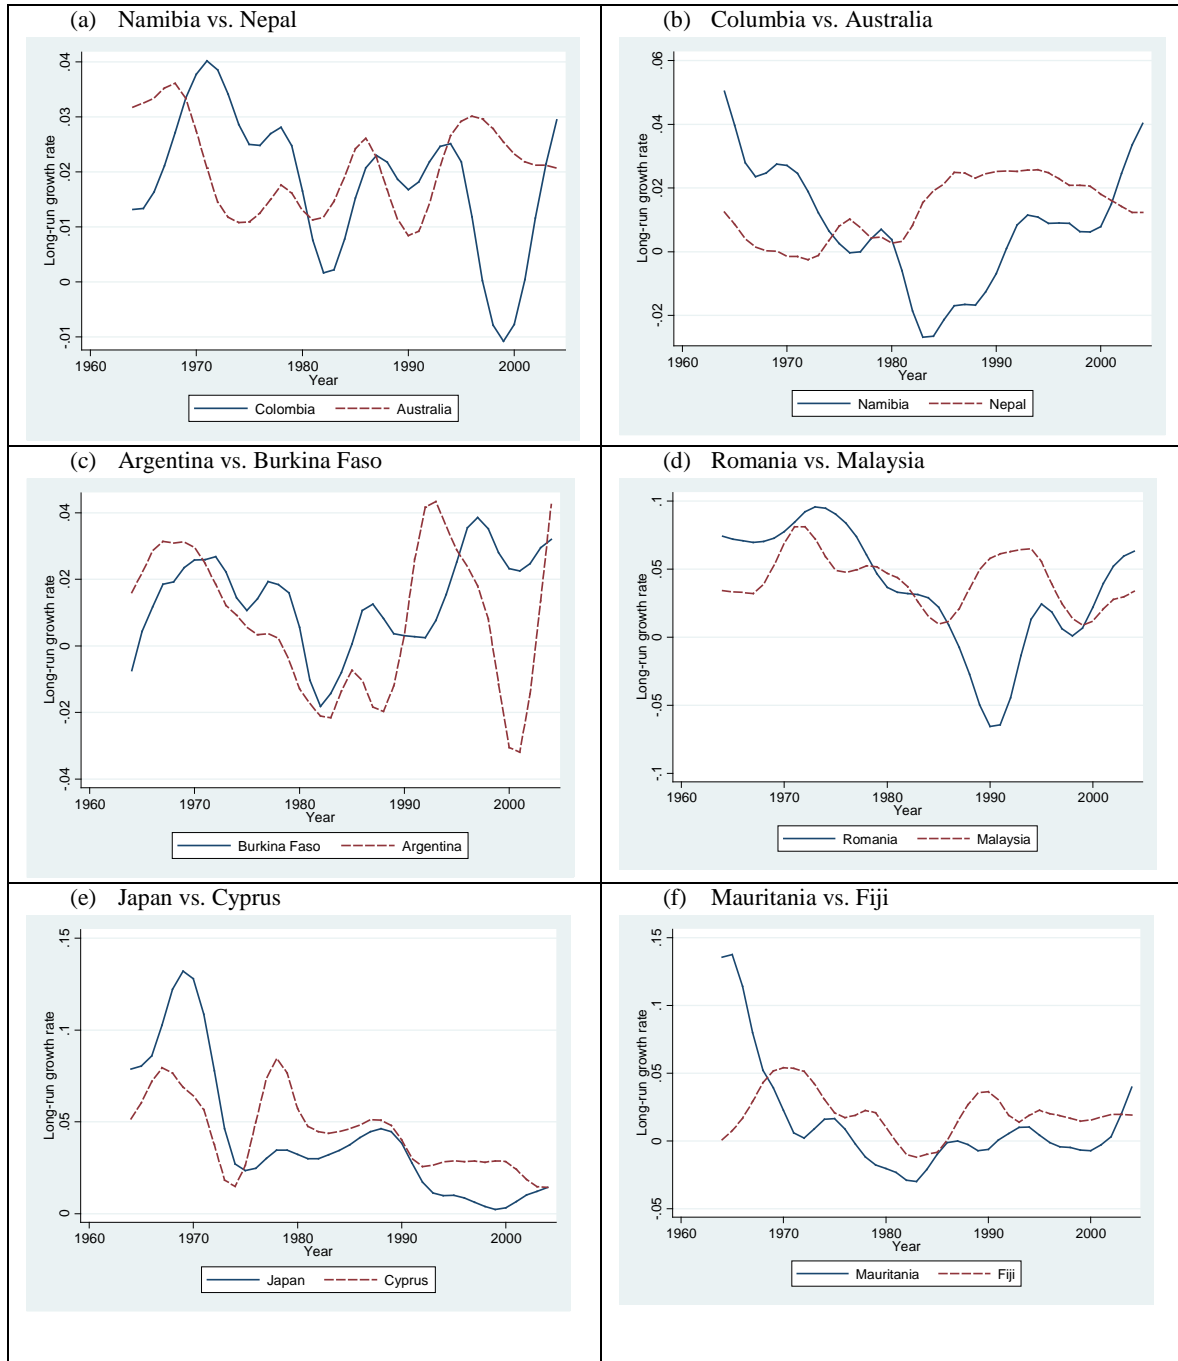 (a) Namibia vs. Nepal
Long-run growth rate
.04
.03
.02
.01
0
-.01
1960 1970 1980 1990 2000
Year
Colombia Australia
(b) Columbia vs. Australia
Long-run growth rate
.06
.04
.02
0
-.02
1960 1970 1980 1990 2000
Year
Namibia Nepal
(c) Argentina vs. Burkina Faso
Long-run growth rate
.04
.02
0
-.02
-.04
1960 1970 1980 1990 2000
Year
Burkina Faso Argentina
(d) Romania vs. Malaysia
Long-run growth rate
.1
.05
0
-.05
-.1
1960 1970 1980 1990 2000
Year
Romania Malaysia
(e) Japan vs. Cyprus
Long-run growth rate
.15
.1
.05
0
1960 1970 1980 1990 2000
Year
Japan Cyprus
(f) Mauritania vs. Fiji
Long-run growth rate
.15
.1
.05
0
-.05
1960 1970 1980 1990 2000
Year
Mauritania Fiji